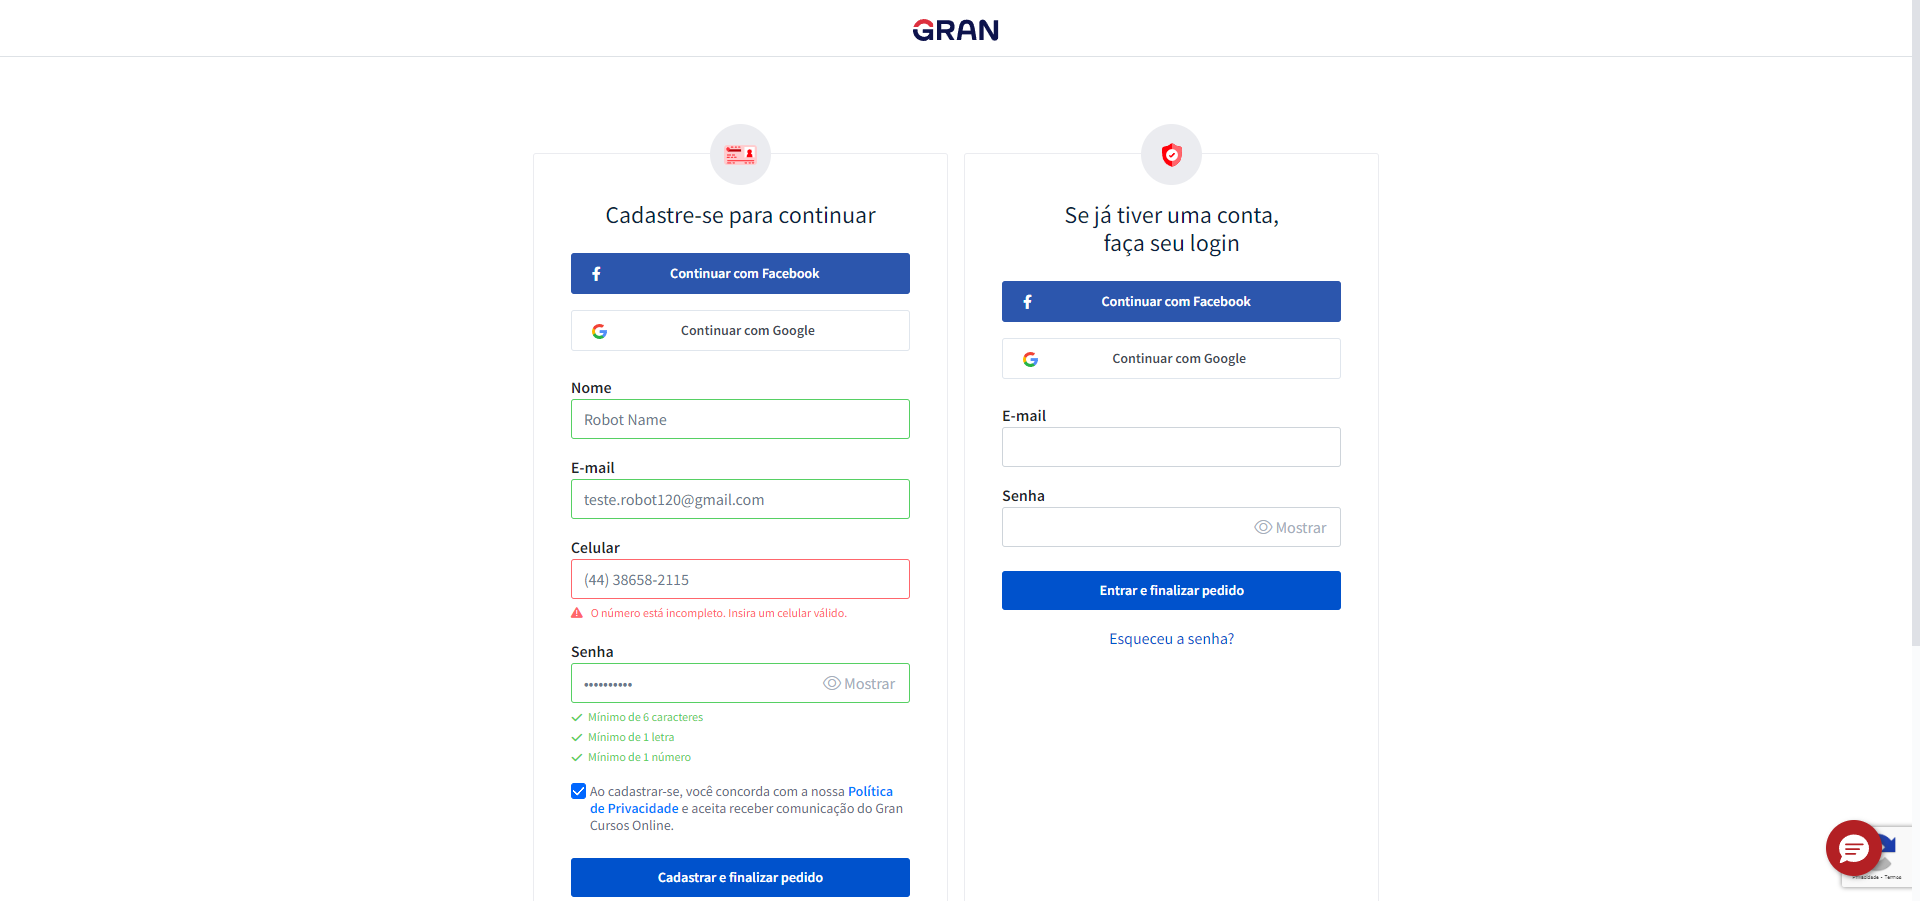 GRAN
Cadastre-se para continuar
Continuar com Facebook
Continuar com Google
Nome
Robot Name
E-mail
teste.robot120@gmail.com
Celular
(44) 38658-2115
O número está incompleto. Insira um celular válido.
Senha
••••••••••
Mostrar
Mínimo de 6 caracteres
Mínimo de 1 letra
Mínimo de 1 número
Ao cadastrar-se, você concorda com a nossa Política
de Privacidade e aceita receber comunicação do Gran
Cursos Online.
Cadastrar e finalizar pedido
Se já tiver uma conta,
faça seu login
Continuar com Facebook
Continuar com Google
E-mail
Senha
Mostrar
Entrar e finalizar pedido
Esqueceu a senha?
Privacidade - Termos